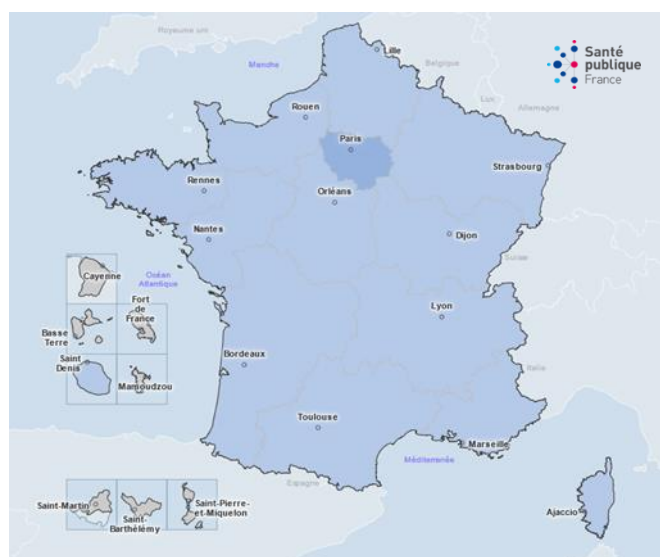 Royaume uni
Lille
Santé
publique
France
Manche
Belgique
Lux.
Allemagne
Rouen
Paris
Strasbourg
Rennes
Orléans
Nantes
Dijon
Cayenne
Océan
Atlantique
Suisse
Fort
de
France
Lyon
Basse
Terre
Saint
Denis
Bordeaux
Italie
Mamoudzou
Toulouse
Marseille
Méditerranée
Espagne
Saint-Martin
Saint-
Barthélémy
Saint-Pierre-
et-Miquelon
Ajaccio